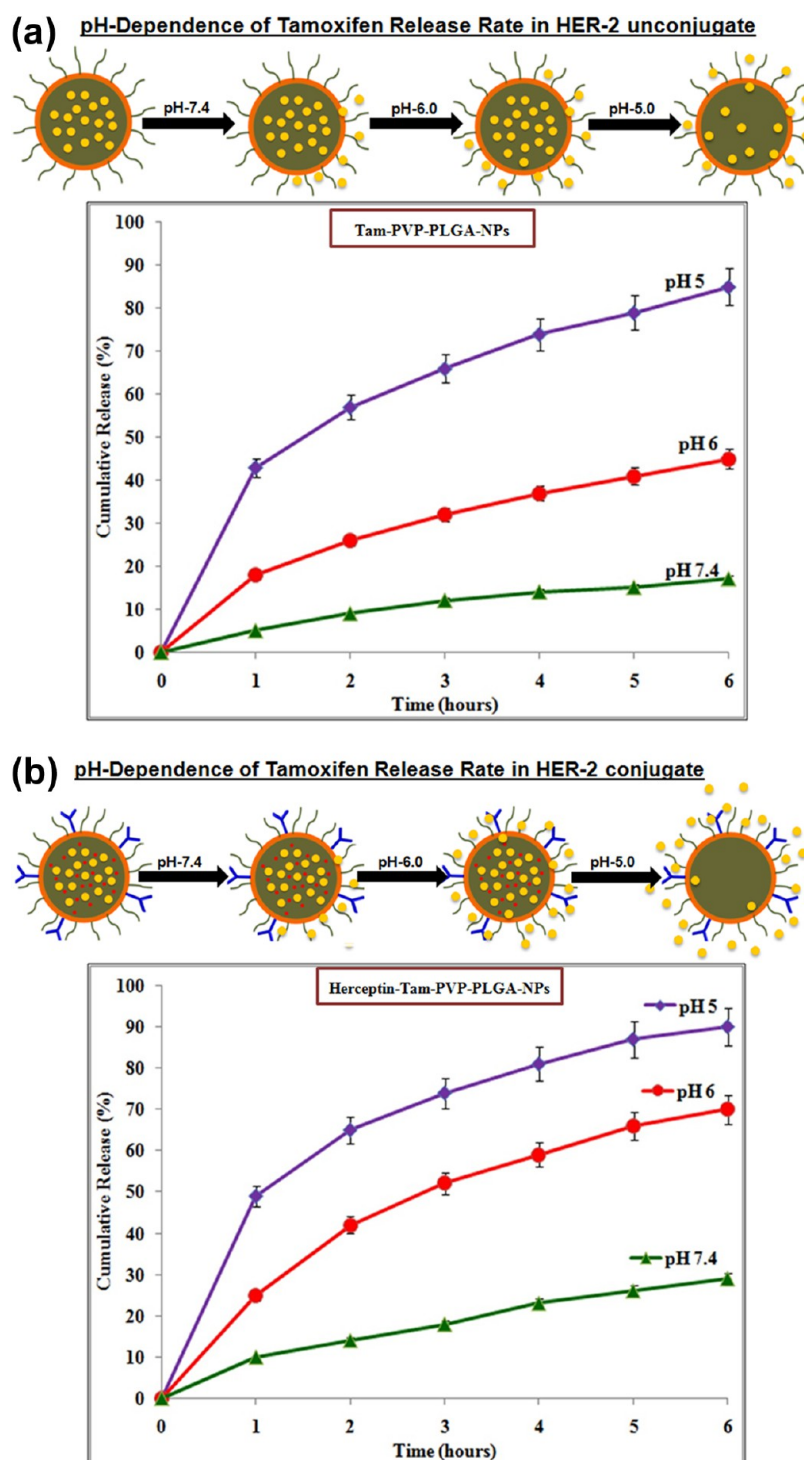 (a) pH-Dependence of Tamoxifen Release Rate in HER-2 unconjugate
pH-7.4 pH-6.0 pH-5.0
Tam-PVP-PLGA-NPs
Cumulative Release (%)
100
90
80
70
60
50
40
30
20
10
0
pH 5
pH 6
pH 7.4
0 1 2 3 4 5 6
Time (hours)
(b) pH-Dependence of Tamoxifen Release Rate in HER-2 conjugate
pH-7.4 pH-6.0 pH-5.0
Herceptin-Tam-PVP-PLGA-NPs
Cumulative Release (%)
100
90
80
70
60
50
40
30
20
10
0
pH 5
pH 6
pH 7.4
0 1 2 3 4 5 6
Time (hours)